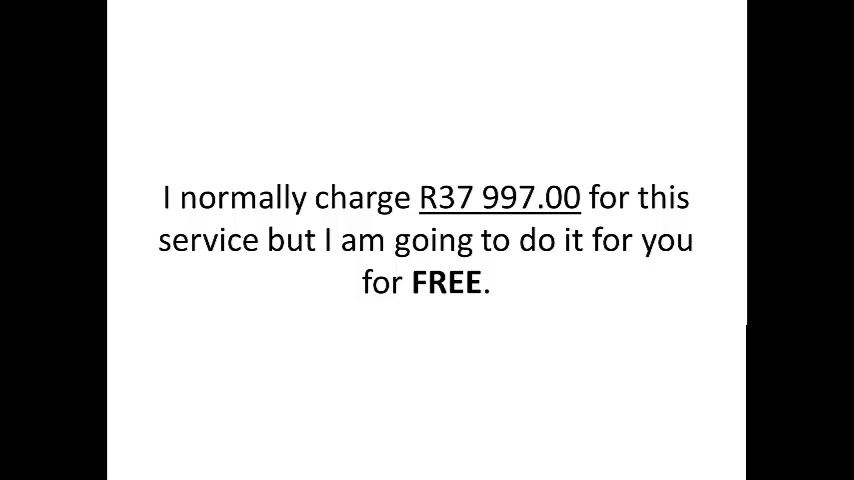 I normally charge R37 997.00 for this
service but I am going to do it for you
for FREE.